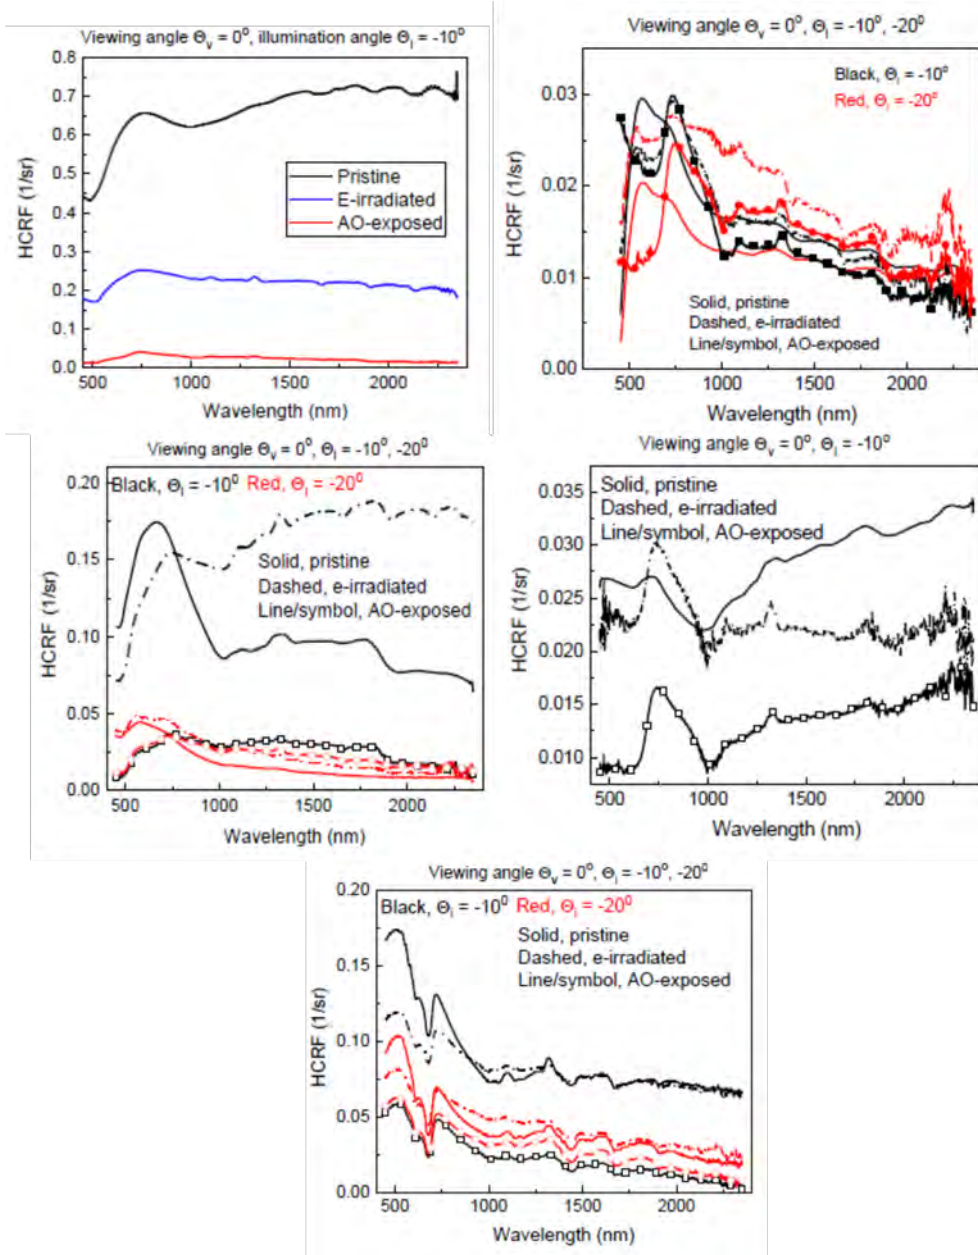 Viewing angle Θv = 0°, illumination angle Θi = -10°
0.8
0.7
0.6
0.5
0.4
0.3
0.2
0.1
0.0
HCRF (1/sr)
Pristine
E-irradiated
AO-exposed
500 1000 1500 2000
Wavelength (nm)
Viewing angle Θv = 0°, Θi = -10°, -20°
Black, Θi = -10°
Red, Θi = -20°
0.03
0.02
0.01
0.00
HCRF (1/sr)
Solid, pristine
Dashed, e-irradiated
Line/symbol, AO-exposed
500 1000 1500 2000
Wavelength (nm)
Viewing angle Θv = 0°, Θi = -10°, -20°
Black, Θi = -10° Red, Θi = -20°
0.20
0.15
0.10
0.05
0.00
HCRF (1/sr)
Solid, pristine
Dashed, e-irradiated
Line/symbol, AO-exposed
500 1000 1500 2000
Wavelength (nm)
Viewing angle Θv = 0°, Θi = -10°
Solid, pristine
Dashed, e-irradiated
Line/symbol, AO-exposed
0.035
0.030
0.025
0.020
0.015
0.010
HCRF (1/sr)
500 1000 1500 2000
Wavelength (nm)
Viewing angle Θv = 0°, Θi = -10°, -20°
Black, Θi = -10° Red, Θi = -20°
Solid, pristine
Dashed, e-irradiated
Line/symbol, AO-exposed
0.20
0.15
0.10
0.05
0.00
HCRF (1/sr)
500 1000 1500 2000
Wavelength (nm)